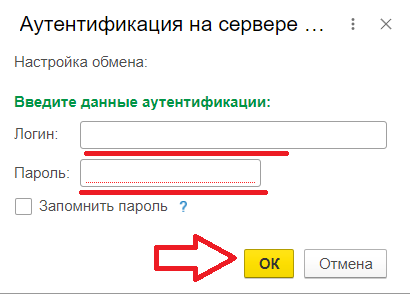 Аутентификация на сервере ...
Настройка обмена:
Введите данные аутентификации:
Логин:
Пароль:
Запомнить пароль ?
ОК Отмена